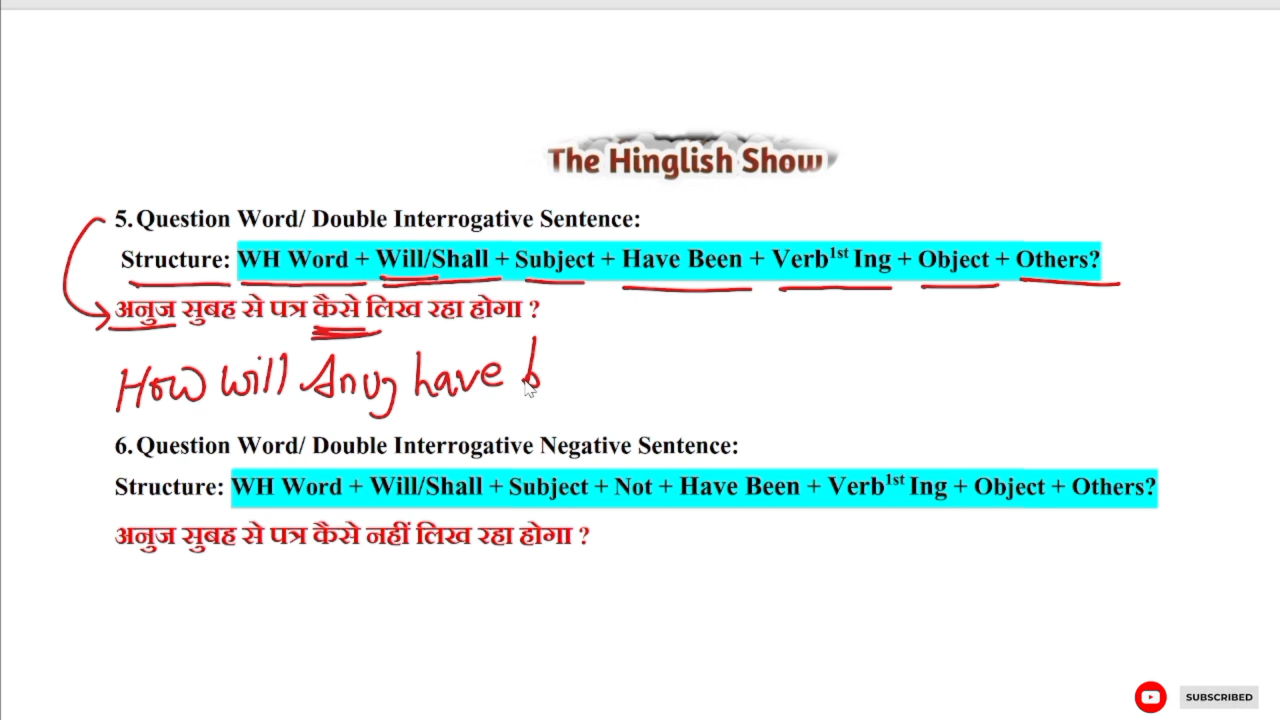 The Hinglish Show
5. Question Word/ Double Interrogative Sentence:
Structure: WH Word + Will/Shall + Subject + Have Been + Verb1st Ing + Object + Others?
अनुज सुबह से पत्र कैसे लिख रहा होगा ?
How will Anuj have b
6. Question Word/ Double Interrogative Negative Sentence:
Structure: WH Word + Will/Shall + Subject + Not + Have Been + Verb1st Ing + Object + Others?
अनुज सुबह से पत्र कैसे नहीं लिख रहा होगा ?
SUBSCRIBED